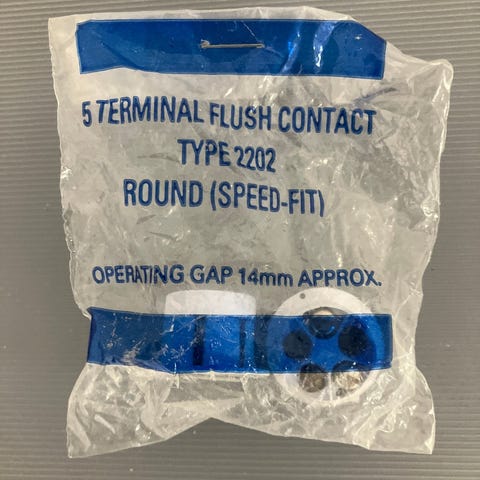 5 TERMINAL FLUSH CONTACT
TYPE 2202
ROUND (SPEED-FIT)
OPERATING GAP 14mm APPROX.